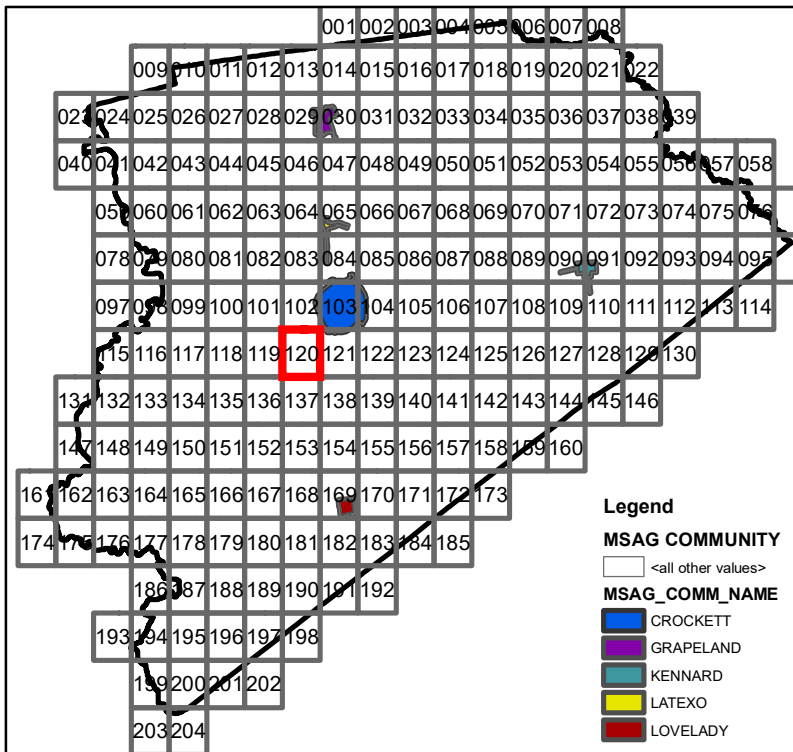 001 002 003 004 005 006 007 008
009 010 011 012 013 014 015 016 017 018 019 020 021 022
023 024 025 026 027 028 029 030 031 032 033 034 035 036 037 038 039
040 041 042 043 044 045 046 047 048 049 050 051 052 053 054 055 056 057 058
059 060 061 062 063 064 065 066 067 068 069 070 071 072 073 074 075 076
078 079 080 081 082 083 084 085 086 087 088 089 090 091 092 093 094 095
097 098 099 100 101 102 103 104 105 106 107 108 109 110 111 112 113 114
115 116 117 118 119 120 121 122 123 124 125 126 127 128 129 130
131 132 133 134 135 136 137 138 139 140 141 142 143 144 145 146
147 148 149 150 151 152 153 154 155 156 157 158 159 160
161 162 163 164 165 166 167 168 169 170 171 172 173
174 175 176 177 178 179 180 181 182 183 184 185
186 187 188 189 190 191 192
193 194 195 196 197 198
199 200 201 202
203 204
Legend
MSAG COMMUNITY
<all other values>
MSAG_COMM_NAME
CROCKETT
GRAPELAND
KENNARD
LATEXO
LOVELADY